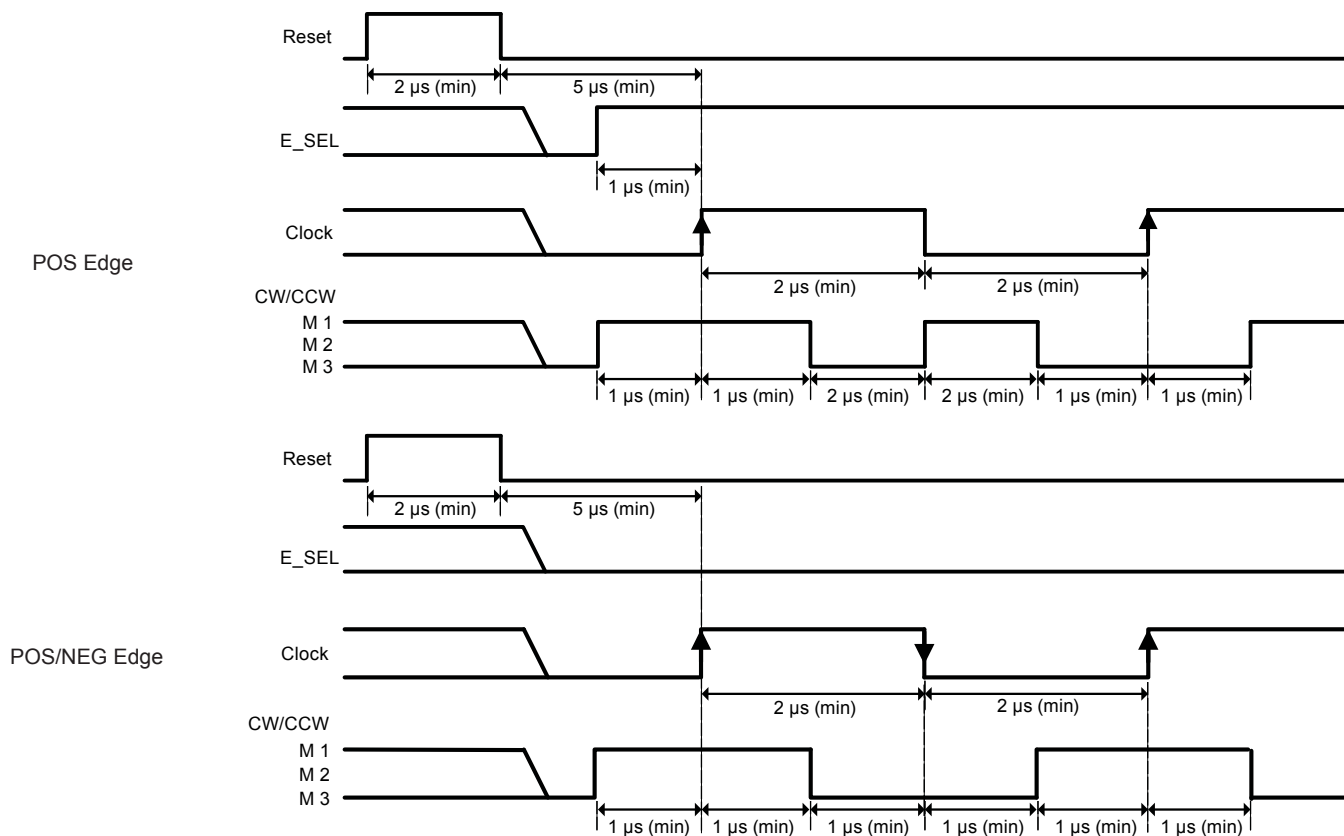 Reset
2 µs (min) 5 µs (min)
E_SEL
1 µs (min)
Clock
POS Edge
2 µs (min) 2 µs (min)
CW/CCW
M 1
M 2
M 3
1 µs (min) 1 µs (min) 2 µs (min) 2 µs (min) 1 µs (min) 1 µs (min)
Reset
2 µs (min) 5 µs (min)
E_SEL
Clock
POS/NEG Edge
2 µs (min) 2 µs (min)
CW/CCW
M 1
M 2
M 3
1 µs (min) 1 µs (min) 1 µs (min) 1 µs (min) 1 µs (min) 1 µs (min)